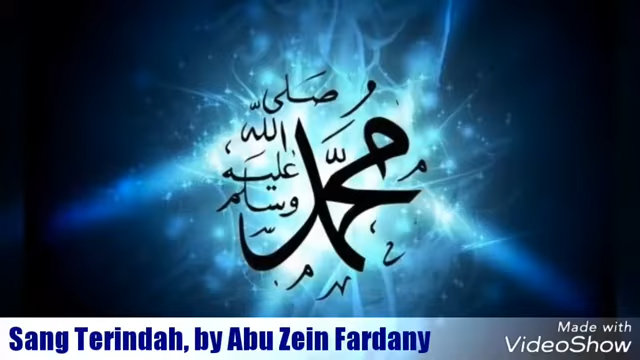 صلى
الله
عليه
وسلم
محمد
Sang Terindah, by Abu Zein Fardany
Made with
VideoShow